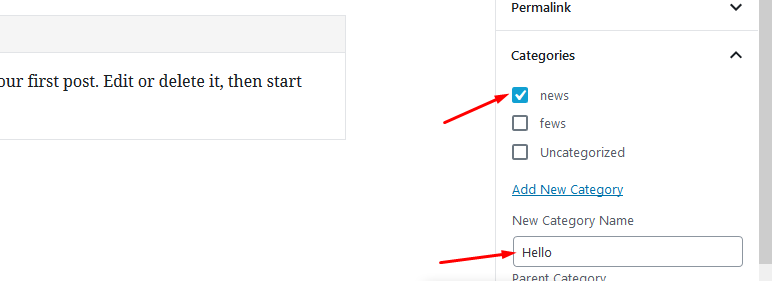 Permalink
Categories
our first post. Edit or delete it, then start
news
fews
Uncategorized
Add New Category
New Category Name
Hello
Parent Category